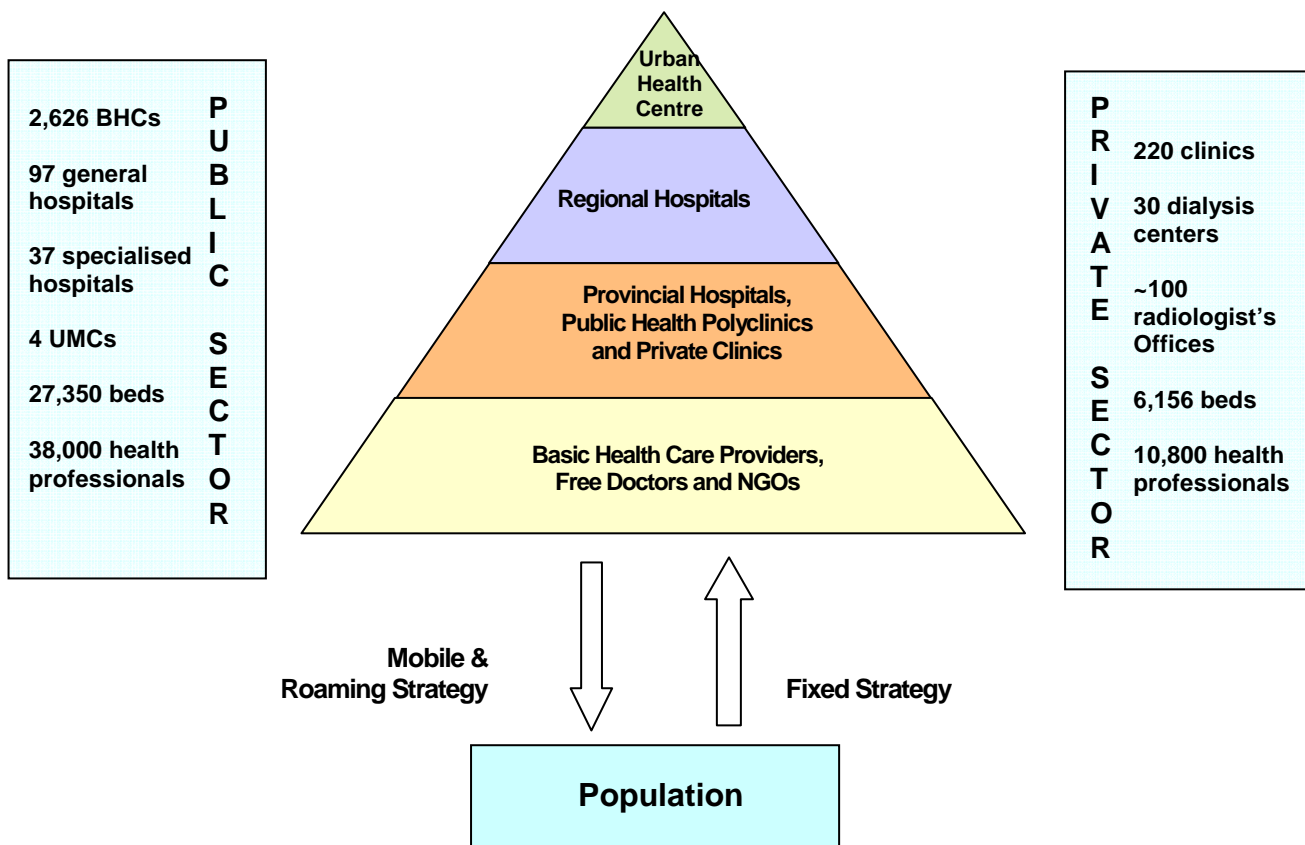 2,626 BHCs
97 general
hospitals
37 specialised
hospitals
4 UMCs
27,350 beds
38,000 health
professionals
PUBLIC SECTOR
Urban
Health
Centre
Regional Hospitals
Provincial Hospitals,
Public Health Polyclinics
and Private Clinics
Basic Health Care Providers,
Free Doctors and NGOs
PRIVATE SECTOR
220 clinics
30 dialysis
centers
~100
radiologist’s
Offices
6,156 beds
10,800 health
professionals
Mobile &
Roaming Strategy
Fixed Strategy
Population